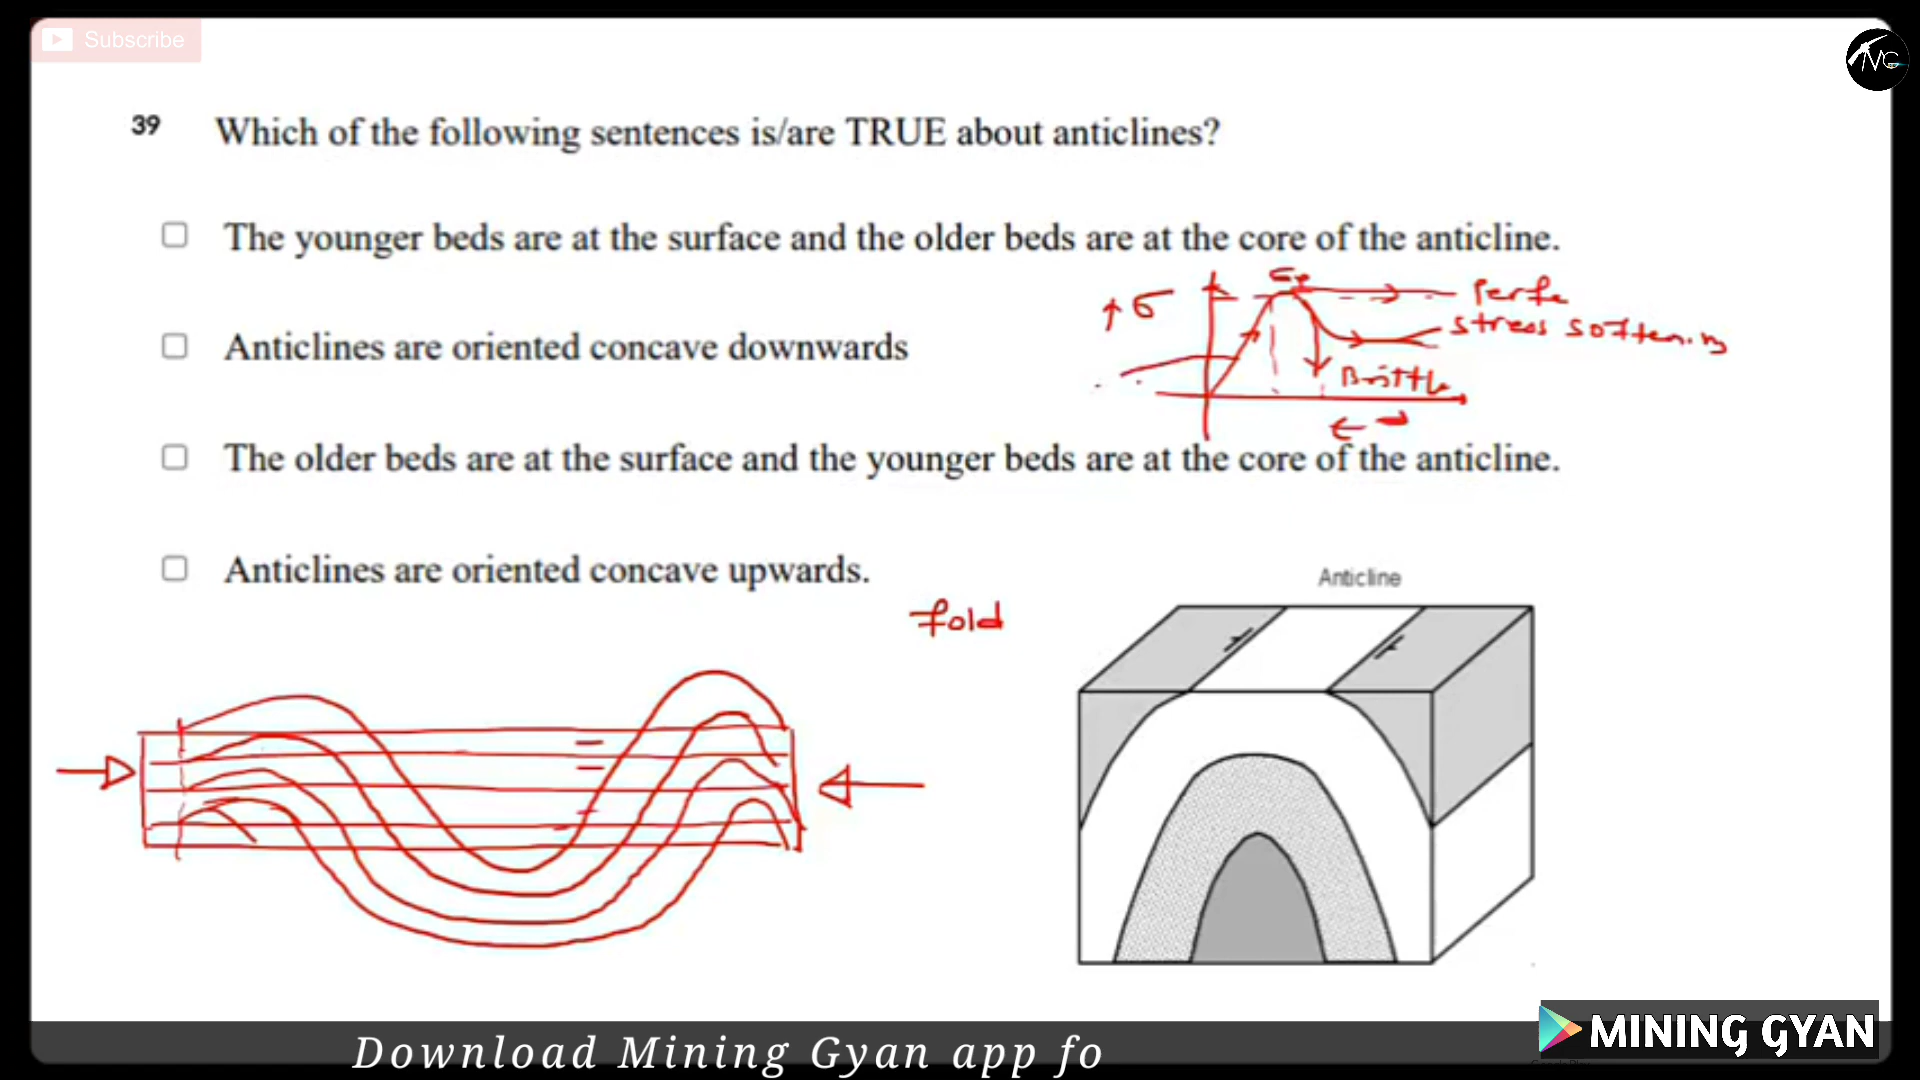 Subscribe
NG
39 Which of the following sentences is/are TRUE about anticlines?
The younger beds are at the surface and the older beds are at the core of the anticline.
↑σ
Perfe
stress softening
Brittle
Anticlines are oriented concave downwards
The older beds are at the surface and the younger beds are at the core of the anticline.
Anticlines are oriented concave upwards.
fold
Anticline
MINING GYAN
Download Mining Gyan app fo